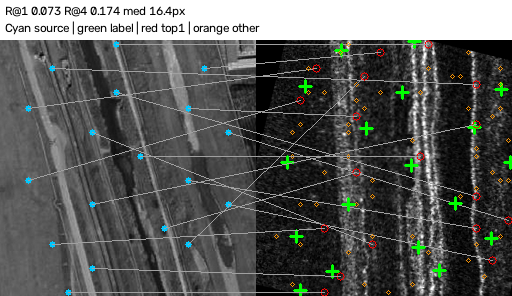 R@1 0.073 R@4 0.174 med 16.4px
Cyan source | green label | red top1 | orange other